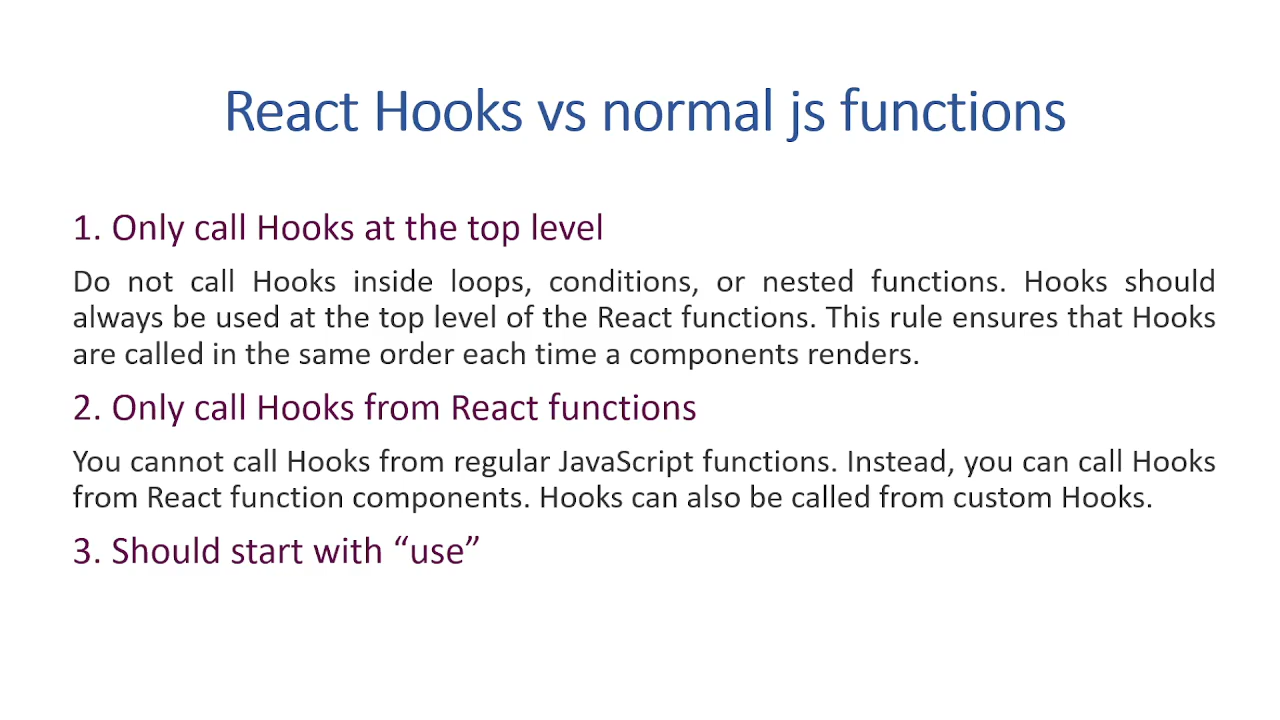 React Hooks vs normal js functions
1. Only call Hooks at the top level
Do not call Hooks inside loops, conditions, or nested functions. Hooks should
always be used at the top level of the React functions. This rule ensures that Hooks
are called in the same order each time a components renders.
2. Only call Hooks from React functions
You cannot call Hooks from regular JavaScript functions. Instead, you can call Hooks
from React function components. Hooks can also be called from custom Hooks.
3. Should start with “use”